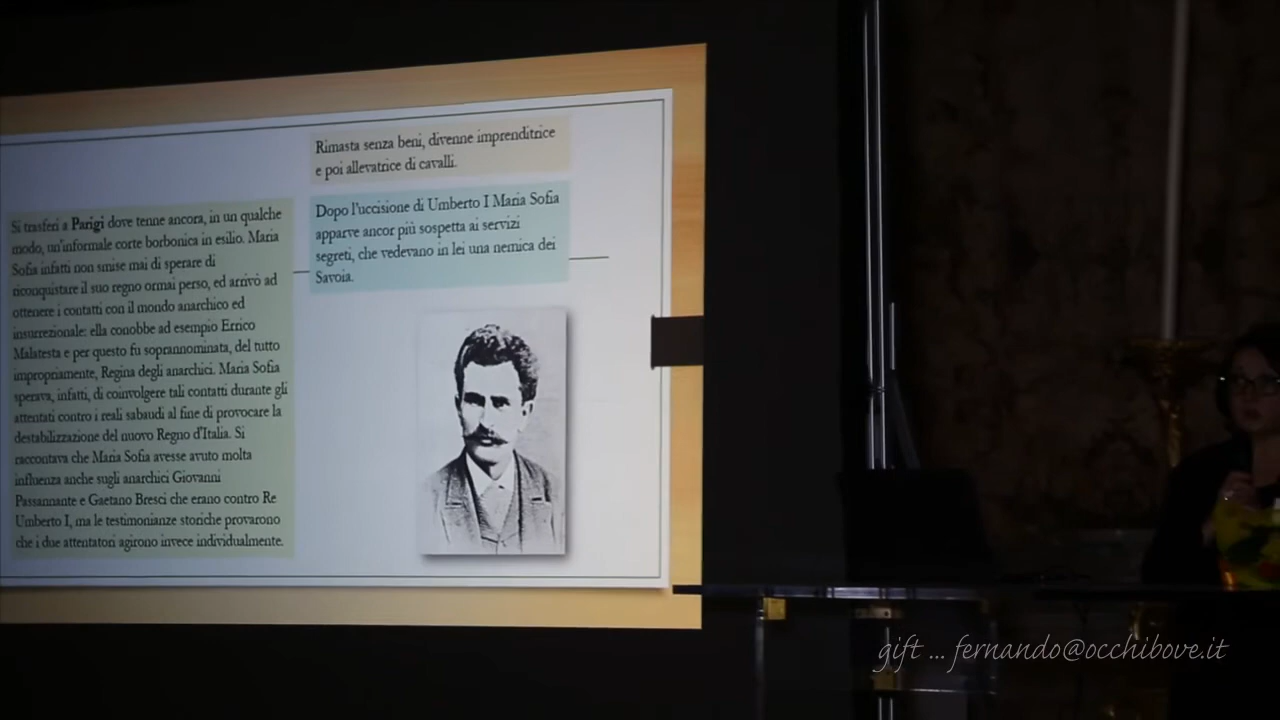 Si trasferì a Parigi dove tenne ancora, in un qualche
modo, un'informale corte borbonica in esilio. Maria
Sofia infatti non smise mai di sperare di
riconquistare il suo regno ormai perso, ed arrivò ad
ottenere i contatti con il mondo anarchico ed
insurrezionale: ella conobbe ad esempio Errico
Malatesta e per questo fu soprannominata, del tutto
impropriamente, Regina degli anarchici. Maria Sofia
sperava, infatti, di coinvolgere tali contatti durante gli
attentati contro i reali sabaudi al fine di provocare la
destabilizzazione del nuovo Regno d'Italia. Si
raccontava che Maria Sofia avesse avuto molta
influenza anche sugli anarchici Giovanni
Passannante e Gaetano Bresci che erano contro Re
Umberto I, ma le testimonianze storiche provarono
che i due attentatori agirono invece individualmente.
Rimasta senza beni, divenne imprenditrice
e poi allevatrice di cavalli.
Dopo l'uccisione di Umberto I Maria Sofia
apparve ancor più sospetta ai servizi
segreti, che vedevano in lei una nemica dei
Savoia.
gift ... fernando@occhibove.it